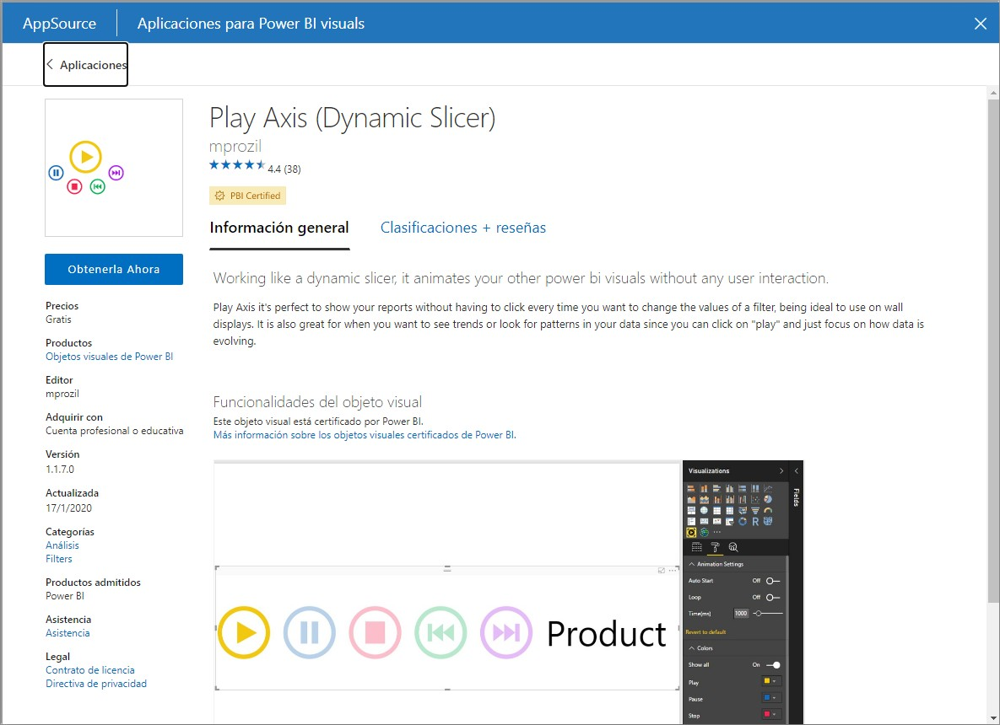 AppSource
Aplicaciones para Power BI visuals
Aplicaciones
Play Axis (Dynamic Slicer)
mprozil
4.4 (38)
PBI Certified
Información general
Clasificaciones + reseñas
Obtenerla Ahora
Precios
Gratis
Productos
Objetos visuales de Power BI
Editor
mprozil
Adquirir con
Cuenta profesional o educativa
Versión
1.1.7.0
Actualizada
17/1/2020
Categorías
Análisis
Filters
Productos admitidos
Power BI
Asistencia
Asistencia
Legal
Contrato de licencia
Directiva de privacidad
Working like a dynamic slicer, it animates your other power bi visuals without any user interaction.
Play Axis it's perfect to show your reports without having to click every time you want to change the values of a filter, being ideal to use on wall
displays. It is also great for when you want to see trends or look for patterns in your data since you can click on "play" and just focus on how data is
evolving.
Funcionalidades del objeto visual
Este objeto visual está certificado por Power BI.
Más información sobre los objetos visuales certificados de Power BI.
Product
Visualizations
Fields
R
Animation Settings
Auto Start
Off
Loop
Off
Time(ms)
1000
Revert to default
Colors
Show all
On
Play
Pause
Stop